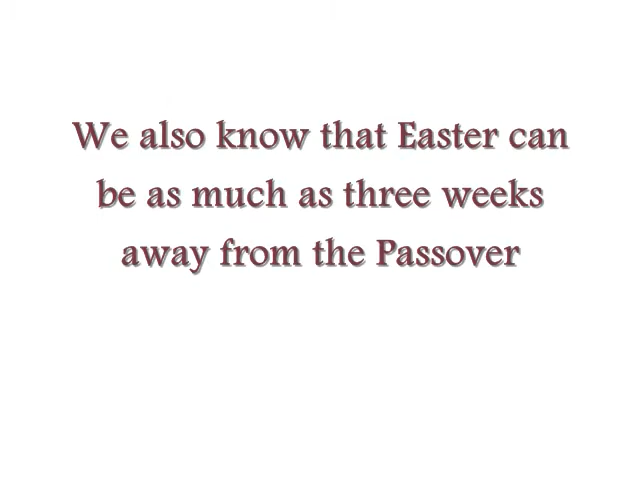 We also know that Easter can
be as much as three weeks
away from the Passover